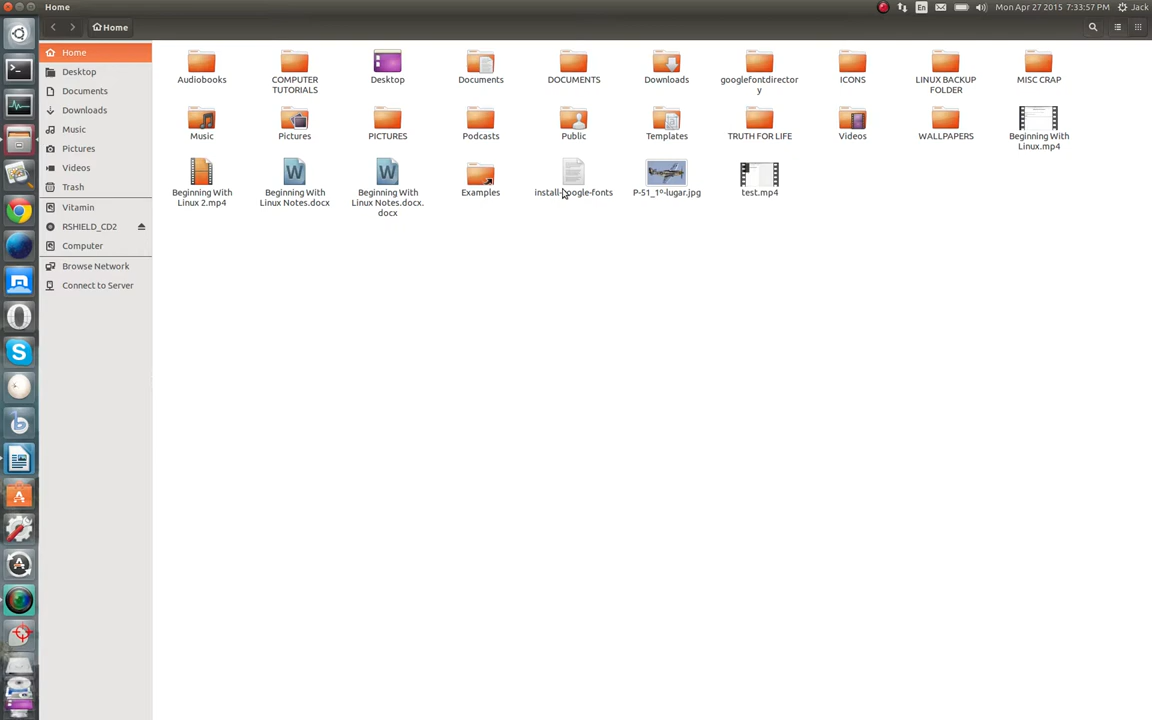 Home
En
Mon Apr 27 2015 7:33:57 PM
Jack
Home
Home
Desktop
Documents
Downloads
Music
Pictures
Videos
Trash
Vitamin
RSHIELD_CD2
Computer
Browse Network
Connect to Server
Audiobooks
COMPUTER
TUTORIALS
Desktop
Documents
DOCUMENTS
Downloads
googlefontdirector
y
ICONS
LINUX BACKUP
FOLDER
MISC CRAP
Music
Pictures
PICTURES
Podcasts
Public
Templates
TRUTH FOR LIFE
Videos
WALLPAPERS
Beginning With
Linux.mp4
Beginning With
Linux 2.mp4
Beginning With
Linux Notes.docx
Beginning With
Linux Notes.docx.
docx
Examples
install-google-fonts
P-51_1º-lugar.jpg
test.mp4